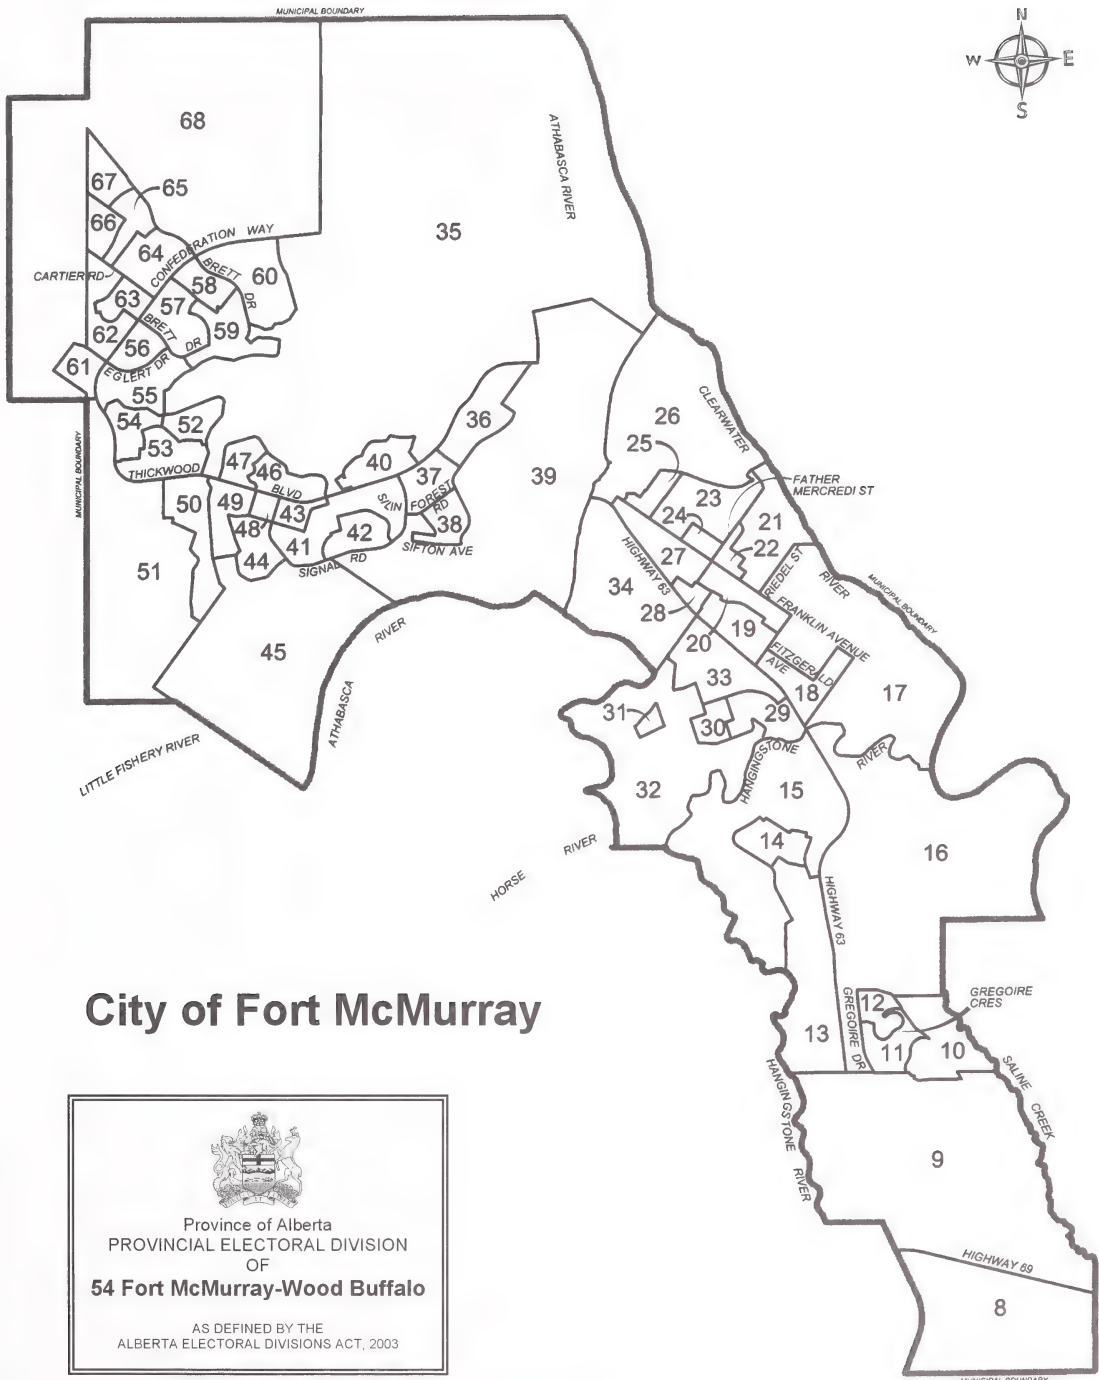 MUNICIPAL BOUNDARY
N
W E
S
68
ATHABASCA RIVER
67
65
66
35
CONFEDERATION WAY
64
CARTIER RD
BRETT DR
60
58
63
57
BRETT DR
59
62
56
61
EGLERT DR
55
54
52
53
THICKWOOD BLVD
MUNICIPAL BOUNDARY
47
46
40
36
37
39
26
CLEARWATER RIVER
25
FATHER
MERCREDI ST
23
50
49
43
48
41
42
44
FOREST RD
38
SIFTON AVE
SIGNAL RD
24
21
22
27
HIGHWAY 63
RIEDEL ST
51
34
28
MUNICIPAL BOUNDARY
FRANKLIN AVENUE
19
20
FITZGERALD
AVE
45
ATHABASCA RIVER
33
18
17
31
30
29
LITTLE FISHERY RIVER
HANGINGSTONE RIVER
32
15
14
16
HORSE RIVER
HIGHWAY 63
City of Fort McMurray
GREGOIRE
CRES
12
GREGOIRE DR
13
11
10
HANGINGSTONE RIVER
SALINE CREEK
9
HIGHWAY 69
8
Province of Alberta
PROVINCIAL ELECTORAL DIVISION
OF
54 Fort McMurray-Wood Buffalo
AS DEFINED BY THE
ALBERTA ELECTORAL DIVISIONS ACT, 2003
MUNICIPAL BOUNDARY